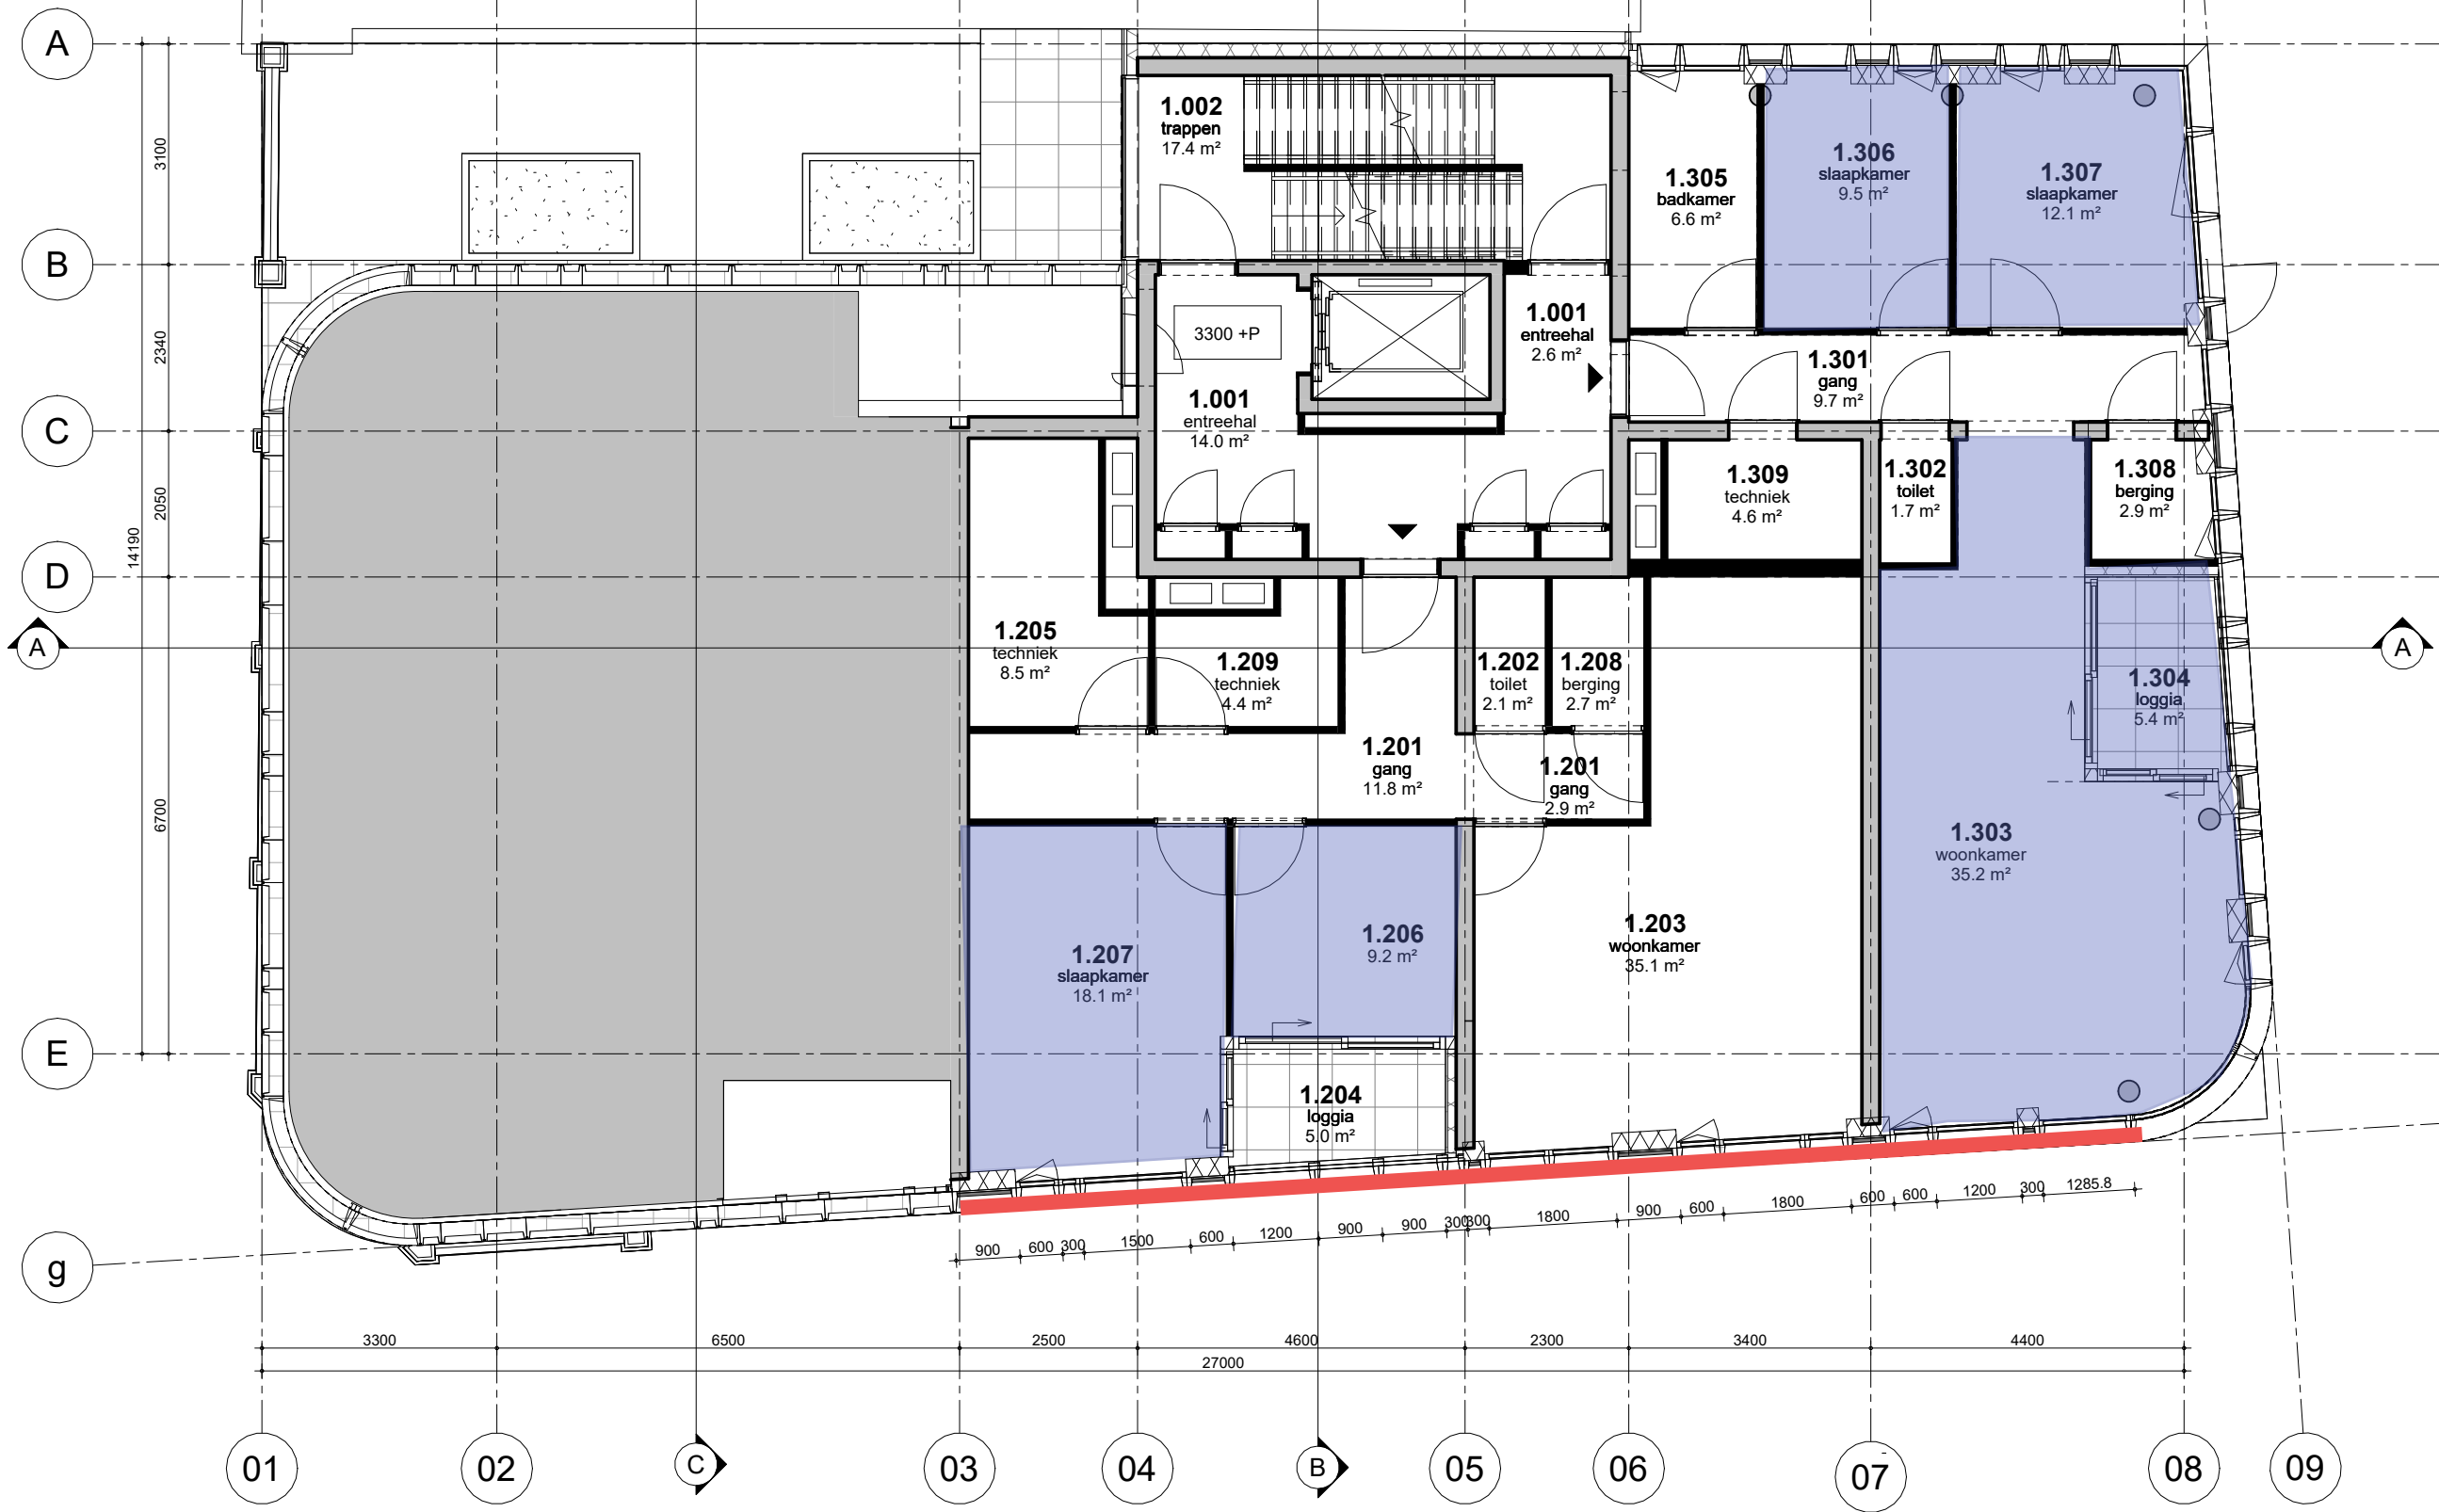 A
B
C
D
E
g
3100
2340
2050
6700
14190
A
A
1.002
trappen
17.4 m²
3300 +P
1.001
entreehal
14.0 m²
1.001
entreehal
2.6 m²
1.305
badkamer
6.6 m²
1.306
slaapkamer
9.5 m²
1.307
slaapkamer
12.1 m²
1.301
gang
9.7 m²
1.309
techniek
4.6 m²
1.302
toilet
1.7 m²
1.308
berging
2.9 m²
1.205
techniek
8.5 m²
1.209
techniek
4.4 m²
1.202
toilet
2.1 m²
1.208
berging
2.7 m²
1.304
loggia
5.4 m²
1.201
gang
11.8 m²
1.201
gang
2.9 m²
1.303
woonkamer
35.2 m²
1.207
slaapkamer
18.1 m²
1.206
9.2 m²
1.203
woonkamer
35.1 m²
1.204
loggia
5.0 m²
900 600 300 1500 600 1200 900 900 300 300 1800 900 600 1800 600 600 1200 300 1285.8
3300 6500 2500 4600 2300 3400 4400
27000
01 02 C 03 04 B 05 06 07 08 09